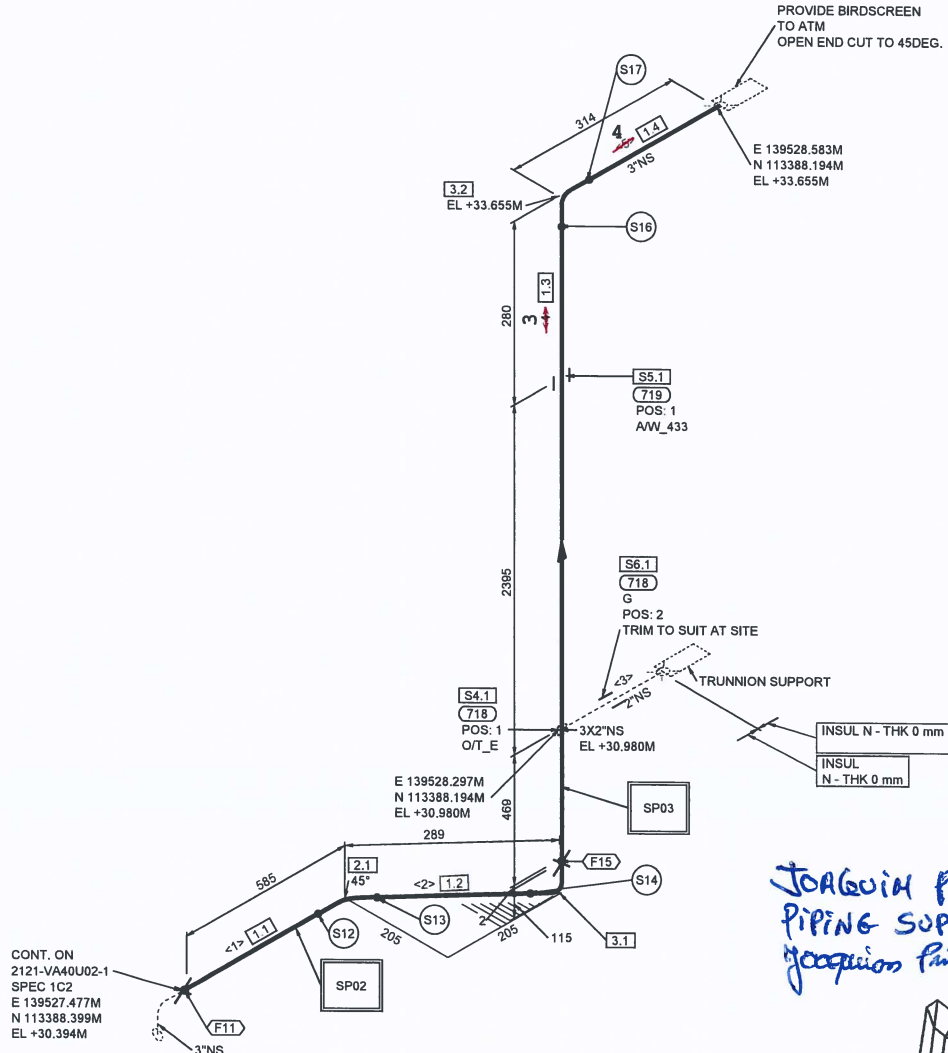 PROVIDE BIRDSCREEN
TO ATM
OPEN END CUT TO 45DEG.
S17
314
4
1.4
3"NS
E 139528.583M
N 113388.194M
EL +33.655M
3.2
EL +33.655M
S16
280
3
1.3
S5.1
719
POS: 1
A/W_433
2395
S6.1
718
G
POS: 2
TRIM TO SUIT AT SITE
<3>
2"NS
TRUNNION SUPPORT
S4.1
718
POS: 1
O/T_E
3X2"NS
EL +30.980M
INSUL N - THK 0 mm
INSUL
N - THK 0 mm
E 139528.297M
N 113388.194M
EL +30.980M
469
SP03
289
F15
585
2.1
45°
<2> 1.2
S14
2
<1> 1.1
S12
S13
205
205
115
3.1
JOAQUIM
PIPING SUP
CONT. ON
2121-VA40U02-1
SPEC 1C2
E 139527.477M
N 113388.399M
EL +30.394M
SP02
F11
3"NS